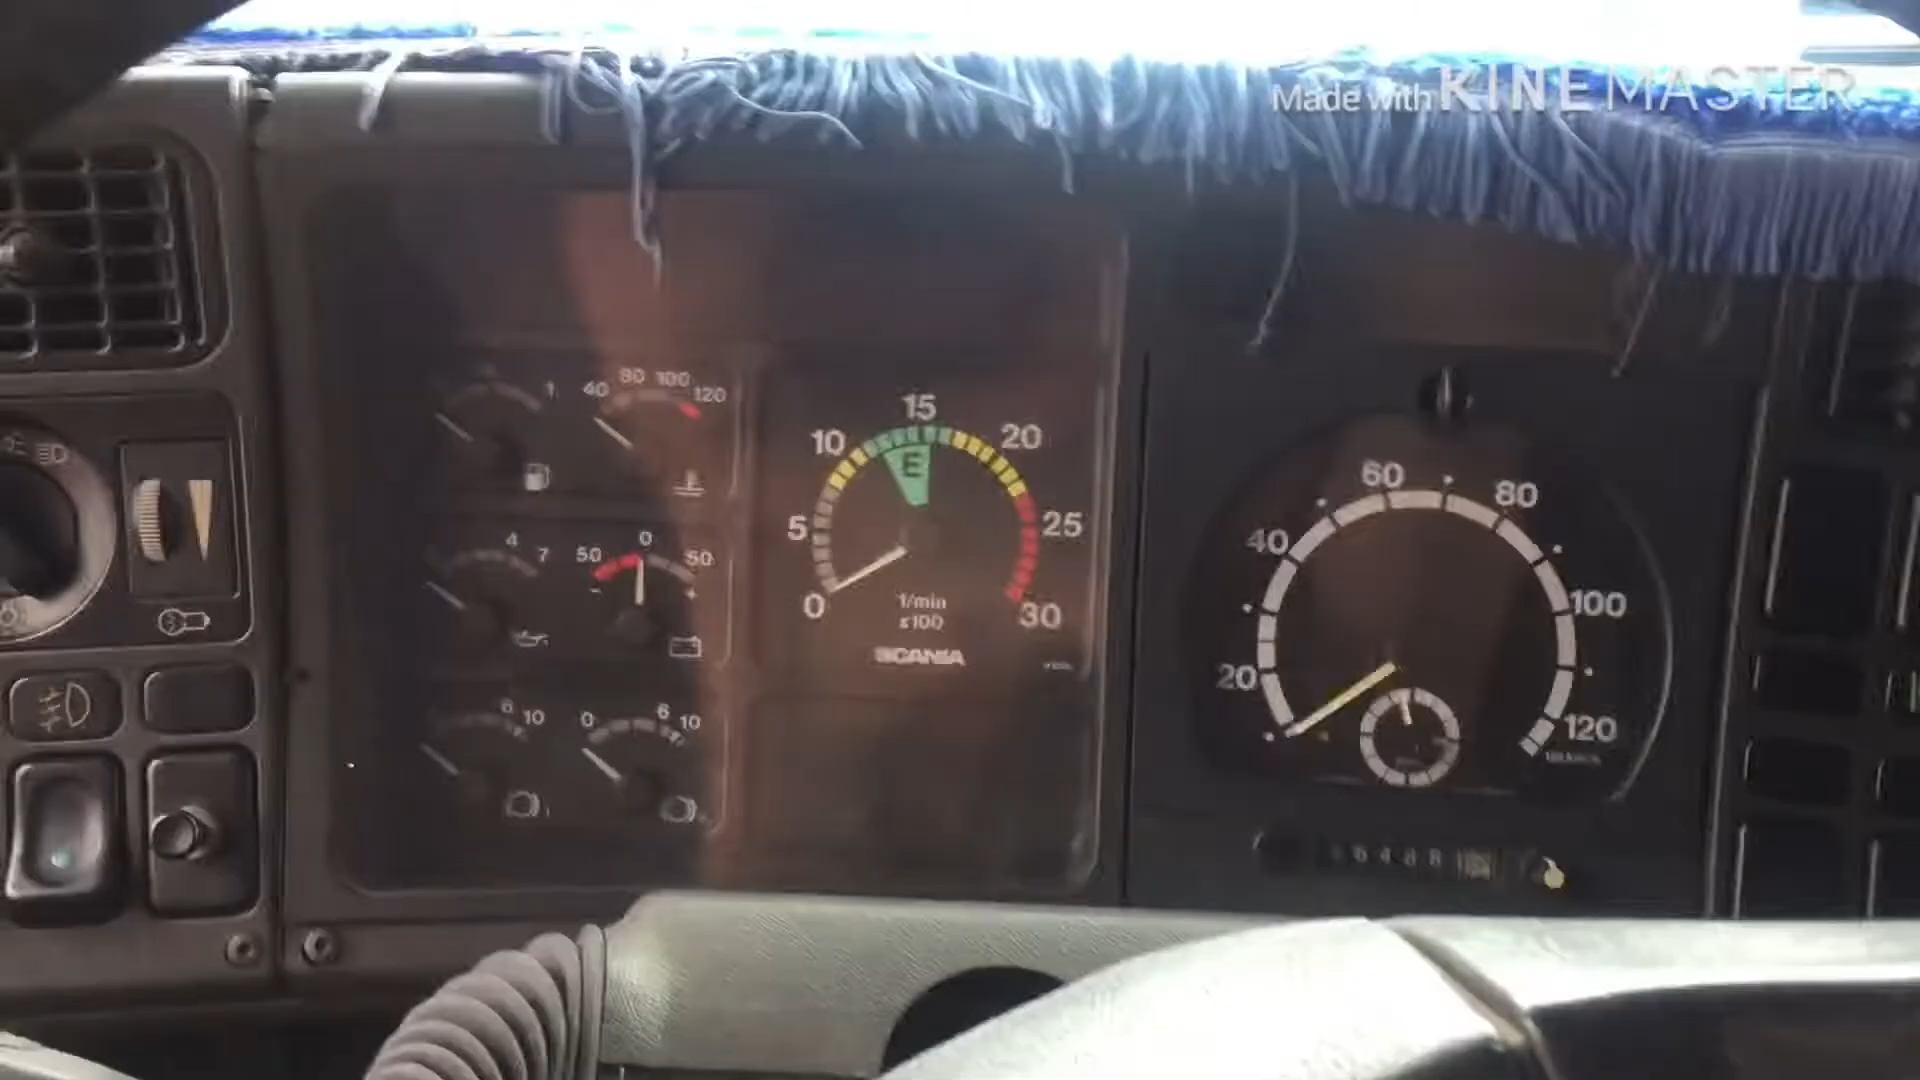 Made with KINEMASTER
1
40 80 100 120
4 7
50 0 50
6 10
0 6 10
0 5 10 15 20 25 30
E
1/min
x100
SCANIA
20 40 60 80 100 120